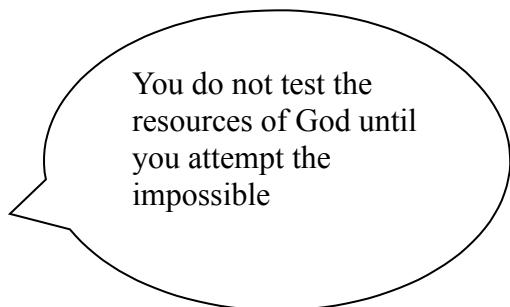 You do not test the
resources of God until
you attempt the
impossible